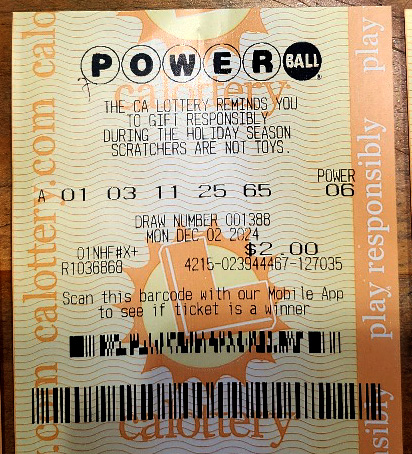 POWERBALL
calottery
THE CA LOTTERY REMINDS YOU
TO GIFT RESPONSIBLY
DURING THE HOLIDAY SEASON
SCRATCHERS ARE NOT TOYS.
POWER
A 01 03 11 25 65 06
DRAW NUMBER 001388
MON DEC 02 2024
01NHF#X+ $2.00
R1036868 4215-023944467-127035
Scan this barcode with our Mobile App
to see if ticket is a winner
calottery
calottery.com
calo
play responsibly
play